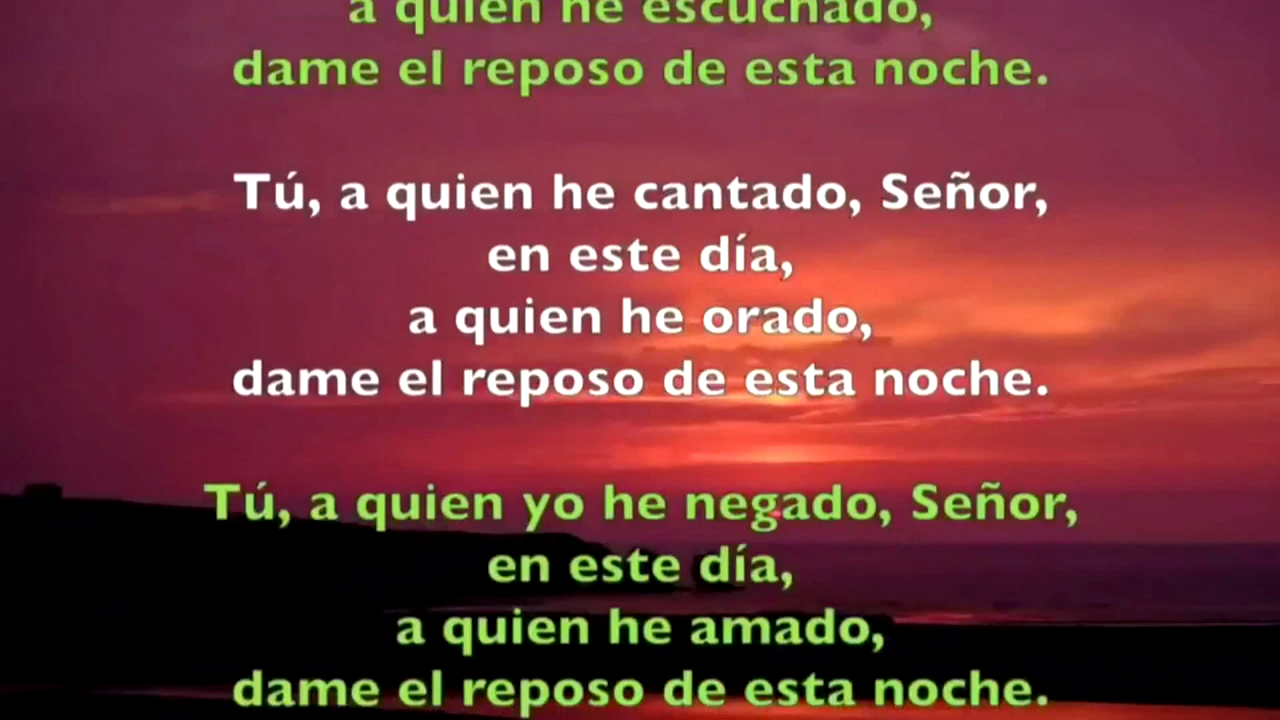 a quien he escuchado,
dame el reposo de esta noche.
Tú, a quien he cantado, Señor,
en este día,
a quien he orado,
dame el reposo de esta noche.
Tú, a quien yo he negado, Señor,
en este día,
a quien he amado,
dame el reposo de esta noche.